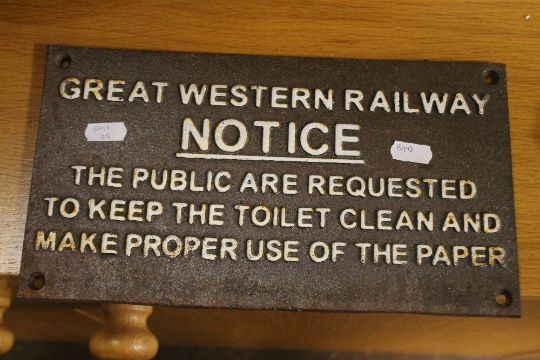 GREAT WESTERN RAILWAY
NOTICE
THE PUBLIC ARE REQUESTED
TO KEEP THE TOILET CLEAN AND
MAKE PROPER USE OF THE PAPER